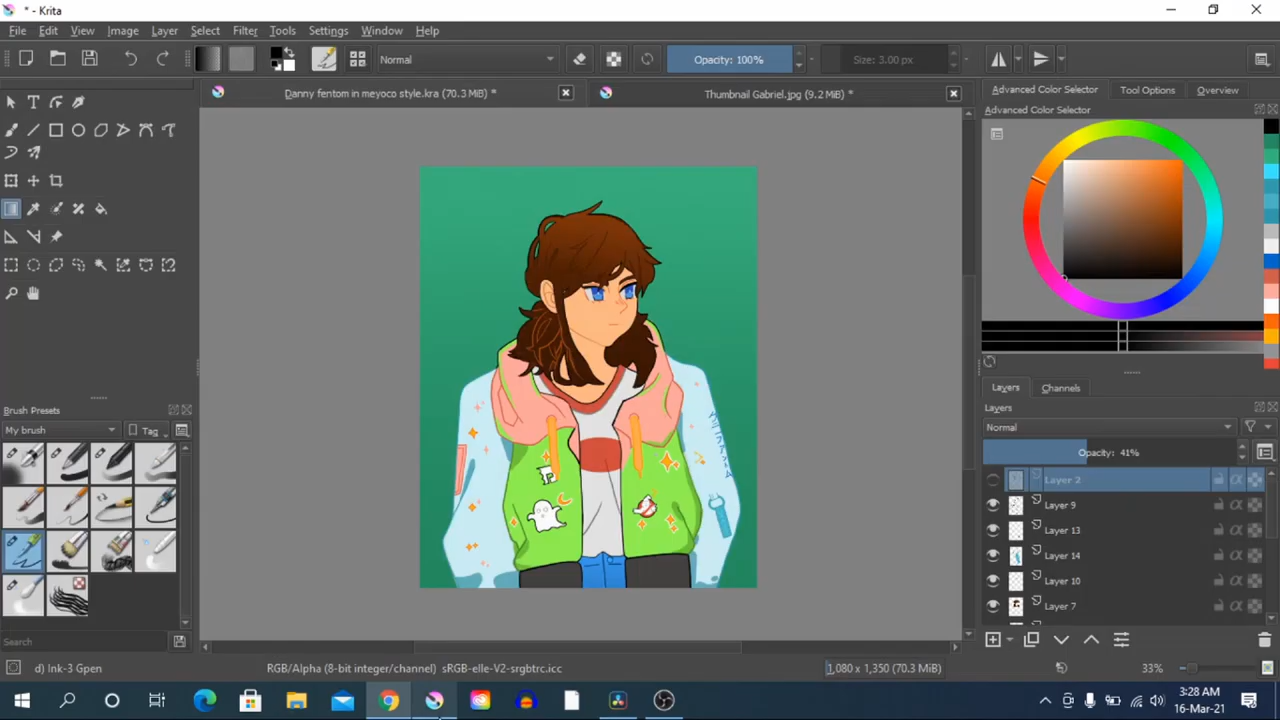 * - Krita
File Edit View Image Layer Select Filter Tools Settings Window Help
Normal Opacity: 100% Size: 3.00 px
Danny fentom in meyoco style.kra (70.3 MiB) * Thumbnail Gabriel.jpg (9.2 MiB) *
Advanced Color Selector Tool Options Overview
Advanced Color Selector
Brush Presets
My brush Tag
Search
Layers Channels
Layers
Normal
Opacity: 41%
Layer 2
Layer 9
Layer 13
Layer 14
Layer 10
Layer 7
d) Ink-3 Gpen RGB/Alpha (8-bit integer/channel) sRGB-elle-V2-srgbtrc.icc 1,080 x 1,350 (70.3 MiB) 33%
3:28 AM
16-Mar-21